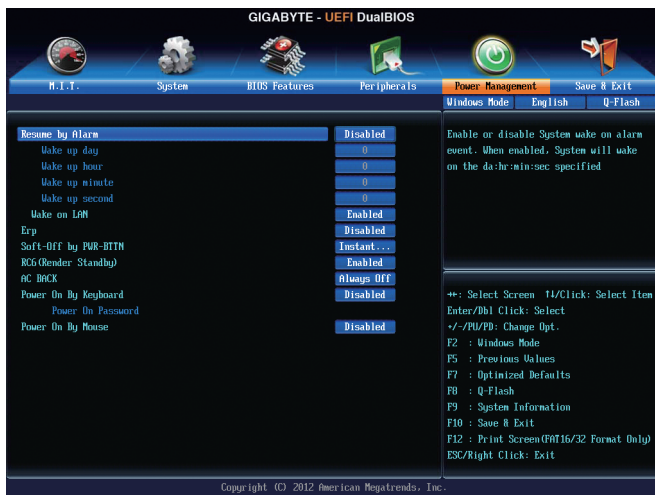 GIGABYTE - UEFI DualBIOS
M.I.T.
System
BIOS Features
Peripherals
Power Management
Save & Exit
Windows Mode
English
Q-Flash
Resume by Alarm Disabled
Wake up day 0
Wake up hour 0
Wake up minute 0
Wake up second 0
Wake on LAN Enabled
Erp Disabled
Soft-Off by PWR-BTTN Instant...
RC6(Render Standby) Enabled
AC BACK Always Off
Power On By Keyboard Disabled
Power On Password
Power On By Mouse Disabled
Enable or disable System wake on alarm
event. When enabled, System will wake
on the da:hr:min:sec specified
→←: Select Screen ↑↓/Click: Select Item
Enter/Dbl Click: Select
+/-/PU/PD: Change Opt.
F2 : Windows Mode
F5 : Previous Values
F7 : Optimized Defaults
F8 : Q-Flash
F9 : System Information
F10 : Save & Exit
F12 : Print Screen(FAT16/32 Format Only)
ESC/Right Click: Exit
Copyright (C) 2012 American Megatrends, Inc.